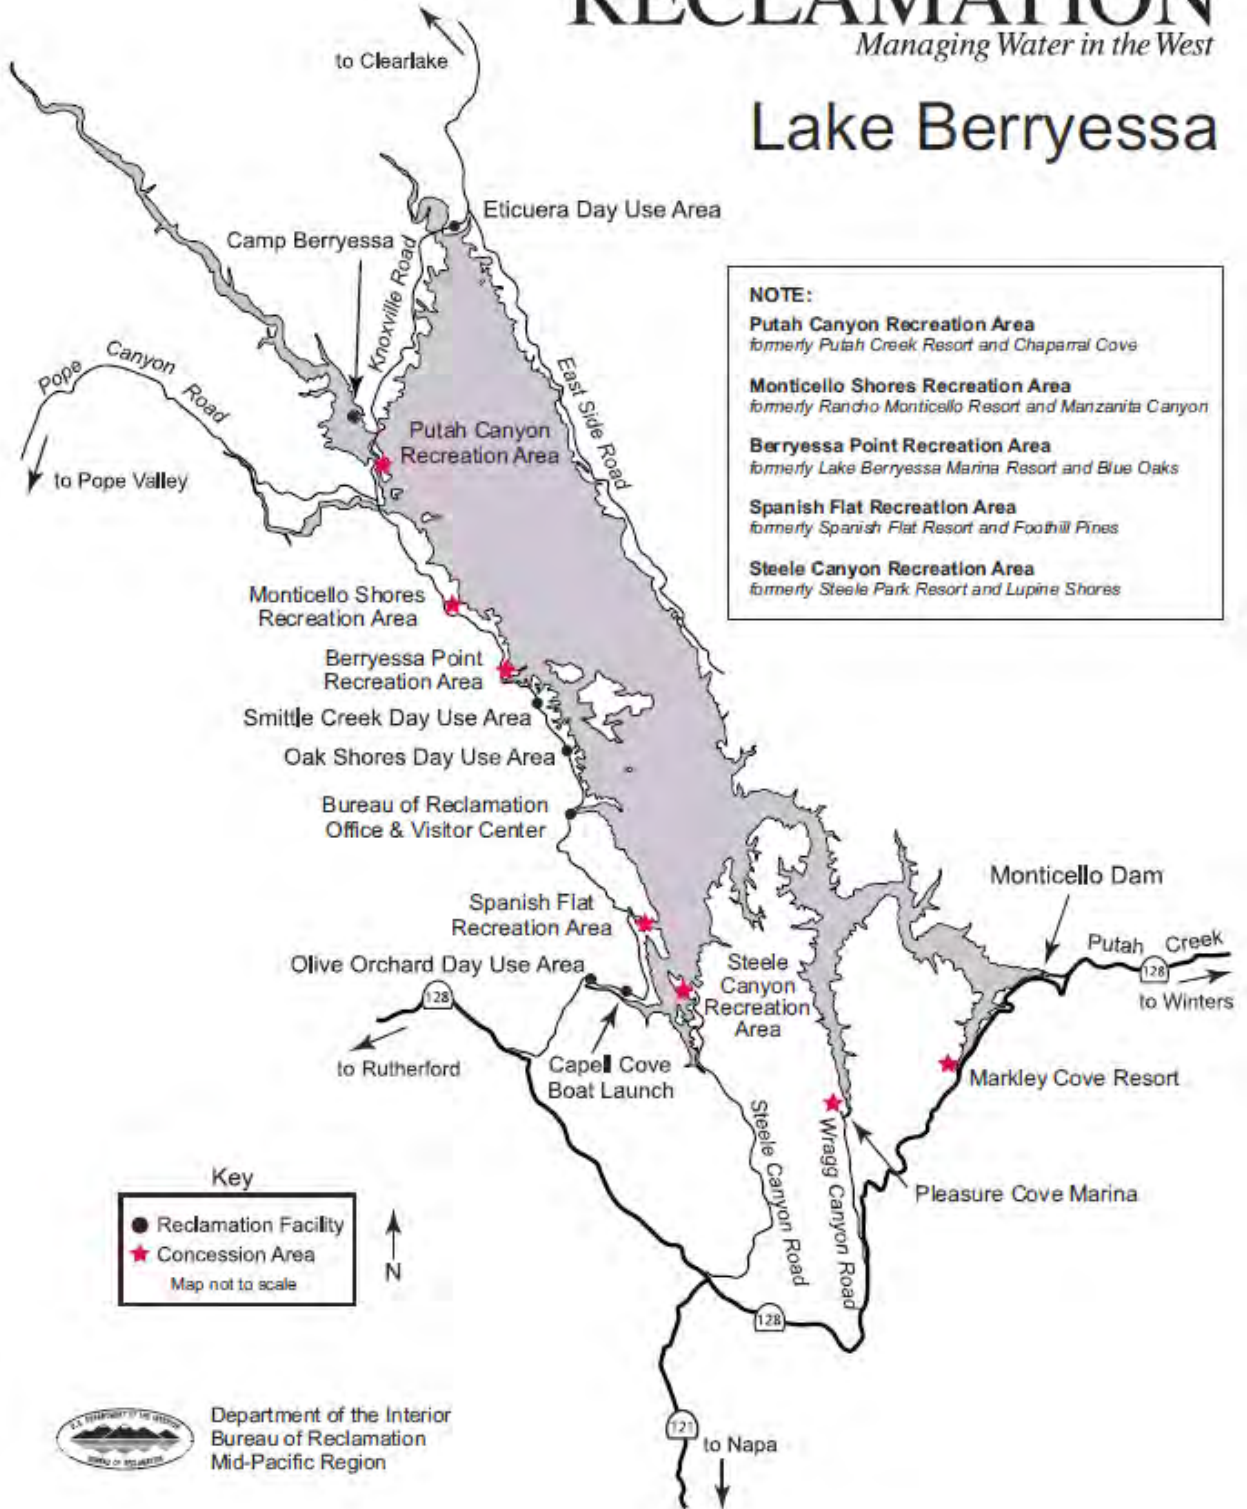 RECLAMATION
Managing Water in the West
Lake Berryessa
to Clearlake
Eticuera Day Use Area
Camp Berryessa
Knoxville Road
Pope Canyon Road
to Pope Valley
East Side Road
Putah Canyon
Recreation Area
NOTE:
Putah Canyon Recreation Area
formerly Putah Creek Resort and Chaparral Cove
Monticello Shores Recreation Area
formerly Rancho Monticello Resort and Manzanita Canyon
Berryessa Point Recreation Area
formerly Lake Berryessa Marina Resort and Blue Oaks
Spanish Flat Recreation Area
formerly Spanish Flat Resort and Foothill Pines
Steele Canyon Recreation Area
formerly Steele Park Resort and Lupine Shores
Monticello Shores
Recreation Area
Berryessa Point
Recreation Area
Smittle Creek Day Use Area
Oak Shores Day Use Area
Bureau of Reclamation
Office & Visitor Center
Spanish Flat
Recreation Area
Olive Orchard Day Use Area
Steele
Canyon
Recreation
Area
Monticello Dam
Putah Creek
128
to Winters
128
to Rutherford
Capell Cove
Boat Launch
Markley Cove Resort
Steele Canyon Road
Wragg Canyon Road
Pleasure Cove Marina
Key
Reclamation Facility
Concession Area
Map not to scale
N
128
121
to Napa
U.S. DEPARTMENT OF THE INTERIOR
BUREAU OF RECLAMATION
Department of the Interior
Bureau of Reclamation
Mid-Pacific Region